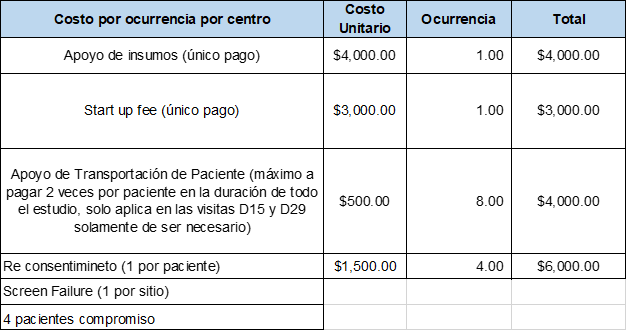 Costo por ocurrencia por centro Costo Unitario Ocurrencia Total
Apoyo de insumos (único pago) $4,000.00 1.00 $4,000.00
Start up fee (único pago) $3,000.00 1.00 $3,000.00
Apoyo de Transportación de Paciente (máximo a
pagar 2 veces por paciente en la duración de todo
el estudio, solo aplica en las visitas D15 y D29
solamente de ser necesario) $500.00 8.00 $4,000.00
Re consentimineto (1 por paciente) $1,500.00 4.00 $6,000.00
Screen Failure (1 por sitio)
4 pacientes compromiso